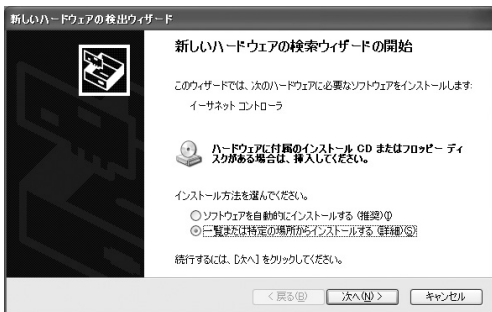 新しいハードウェアの検出ウィザード
新しいハードウェアの検索ウィザードの開始
このウィザードでは、次のハードウェアに必要なソフトウェアをインストールします:
イーサネット コントローラ
ハードウェアに付属のインストール CD またはフロッピー ディ
スクがある場合は、挿入してください。
インストール方法を選んでください。
ソフトウェアを自動的にインストールする (推奨)(I)
一覧または特定の場所からインストールする (詳細)(S)
続行するには、[次へ] をクリックしてください。
< 戻る(B) 次へ(N) > キャンセル